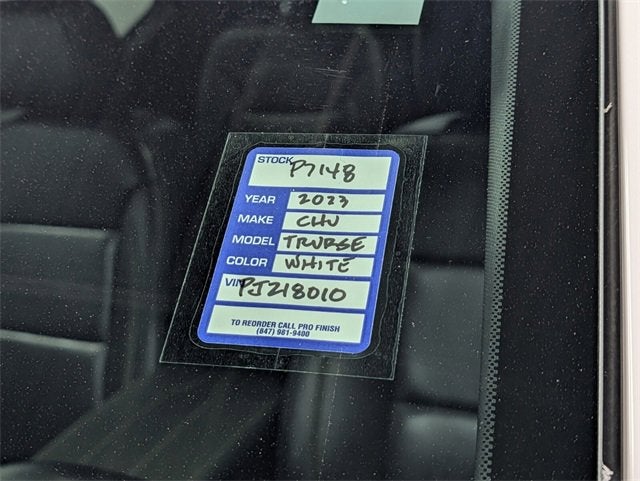 STOCK P7148
YEAR 2023
MAKE CHV
MODEL TRVRSE
COLOR WHITE
VIN PJ218010
TO REORDER CALL PRO FINISH
(847) 981-9400